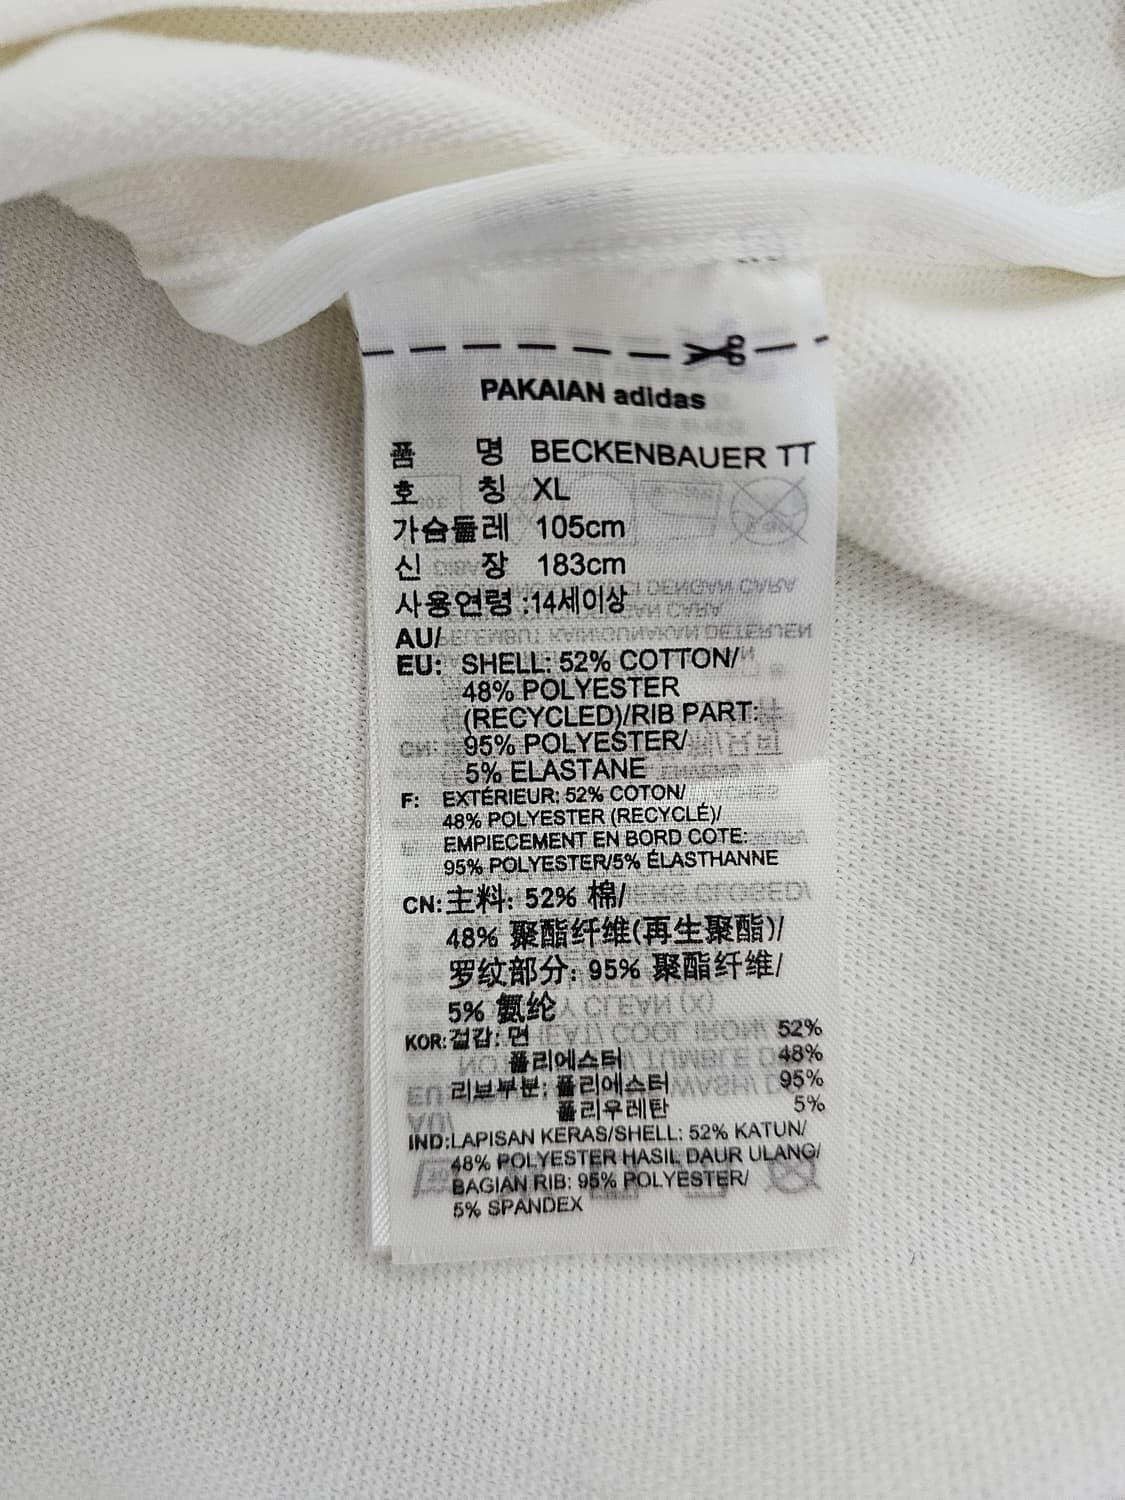 PAKAIAN adidas
품 명 BECKENBAUER TT
호 칭 XL
가슴둘레 105cm
신 장 183cm
사용연령 :14세이상
AU/
EU: SHELL: 52% COTTON/
48% POLYESTER
(RECYCLED)/RIB PART:
95% POLYESTER/
5% ELASTANE
F: EXTÉRIEUR: 52% COTON/
48% POLYESTER (RECYCLÉ)/
EMPIECEMENT EN BORD COTE:
95% POLYESTER/5% ÉLASTHANNE
CN:主料: 52% 棉/
48% 聚酯纤维(再生聚酯)/
罗纹部分: 95% 聚酯纤维/
5% 氨纶
KOR:겉감: 면 52%
폴리에스터 48%
리브부분: 폴리에스터 95%
폴리우레탄 5%
IND:LAPISAN KERAS/SHELL: 52% KATUN/
48% POLYESTER HASIL DAUR ULANG/
BAGIAN RIB: 95% POLYESTER/
5% SPANDEX